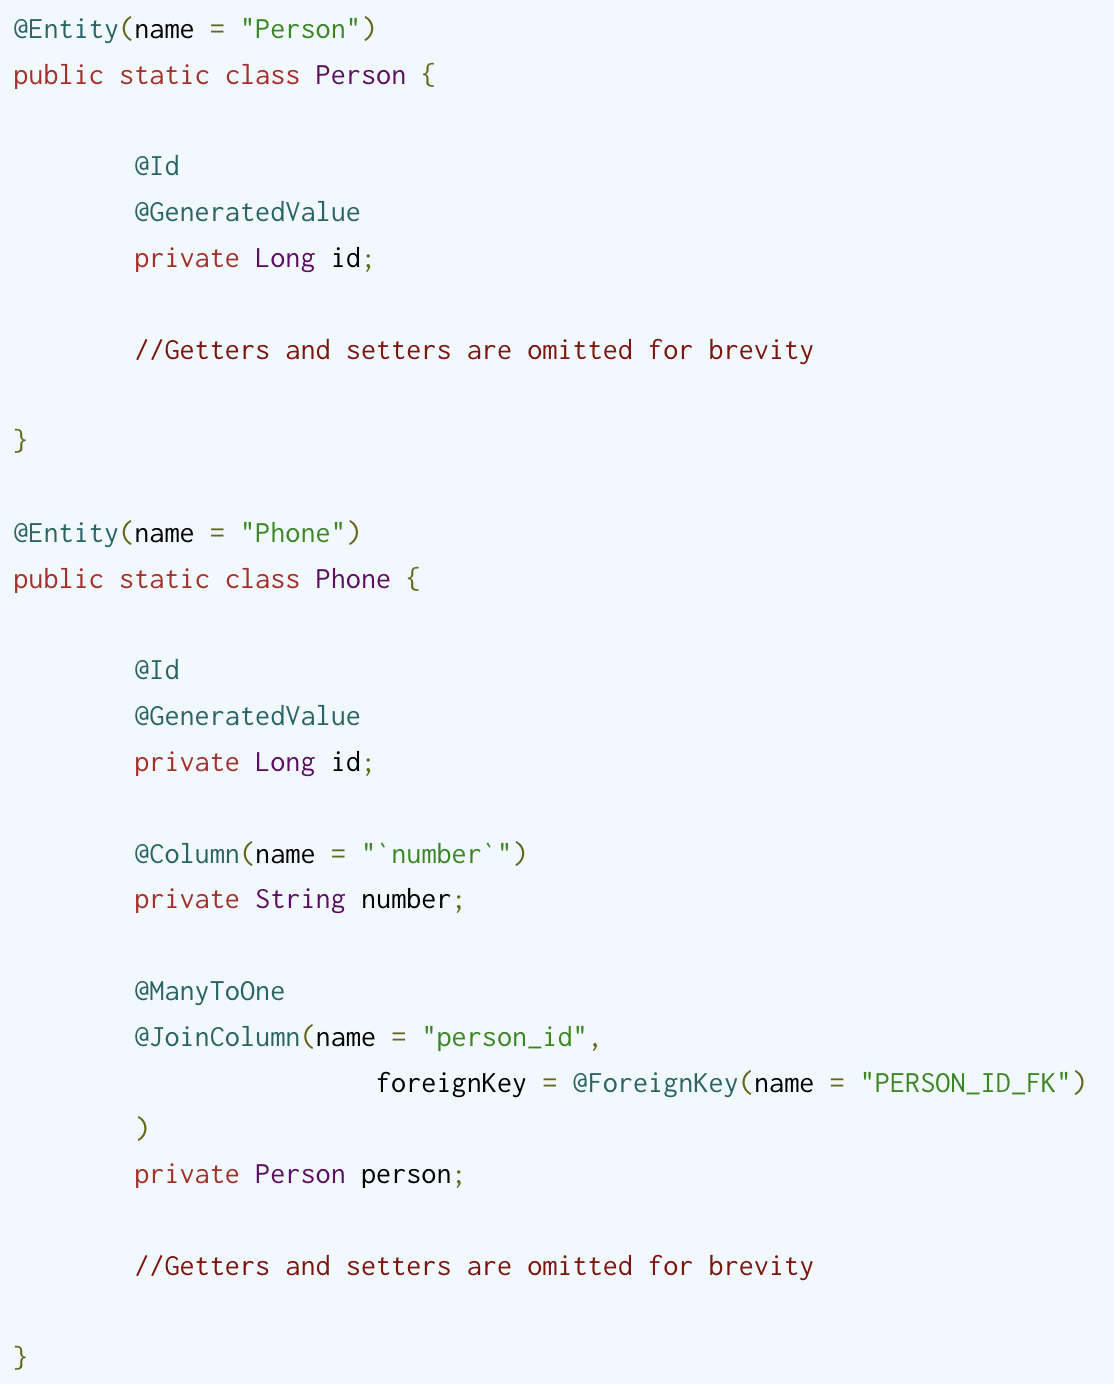 @Entity(name = "Person")
public static class Person {
@Id
@GeneratedValue
private Long id;
//Getters and setters are omitted for brevity
}
@Entity(name = "Phone")
public static class Phone {
@Id
@GeneratedValue
private Long id;
@Column(name = "`number`")
private String number;
@ManyToOne
@JoinColumn(name = "person_id",
foreignKey = @ForeignKey(name = "PERSON_ID_FK")
)
private Person person;
//Getters and setters are omitted for brevity
}